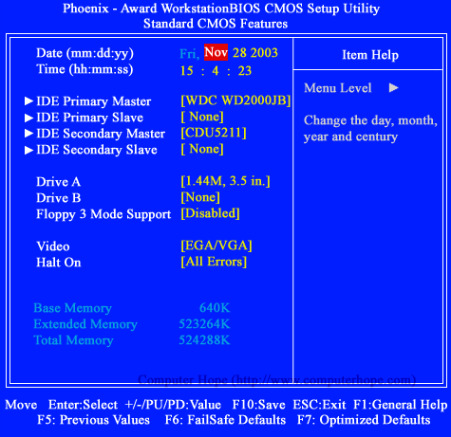 Phoenix - Award WorkstationBIOS CMOS Setup Utility
Standard CMOS Features
Date (mm:dd:yy) Fri, Nov 28 2003
Time (hh:mm:ss) 15 : 4 : 23
►IDE Primary Master [WDC WD2000JB]
►IDE Primary Slave [ None]
►IDE Secondary Master [CDU5211]
►IDE Secondary Slave [ None]
Drive A [1.44M, 3.5 in.]
Drive B [None]
Floppy 3 Mode Support [Disabled]
Video [EGA/VGA]
Halt On [All Errors]
Base Memory 640K
Extended Memory 523264K
Total Memory 524288K
Item Help
Menu Level ►
Change the day, month,
year and century
Computer Hope (http://www.computerhope.com)
Move Enter:Select +/-/PU/PD:Value F10:Save ESC:Exit F1:General Help
F5: Previous Values F6: FailSafe Defaults F7: Optimized Defaults